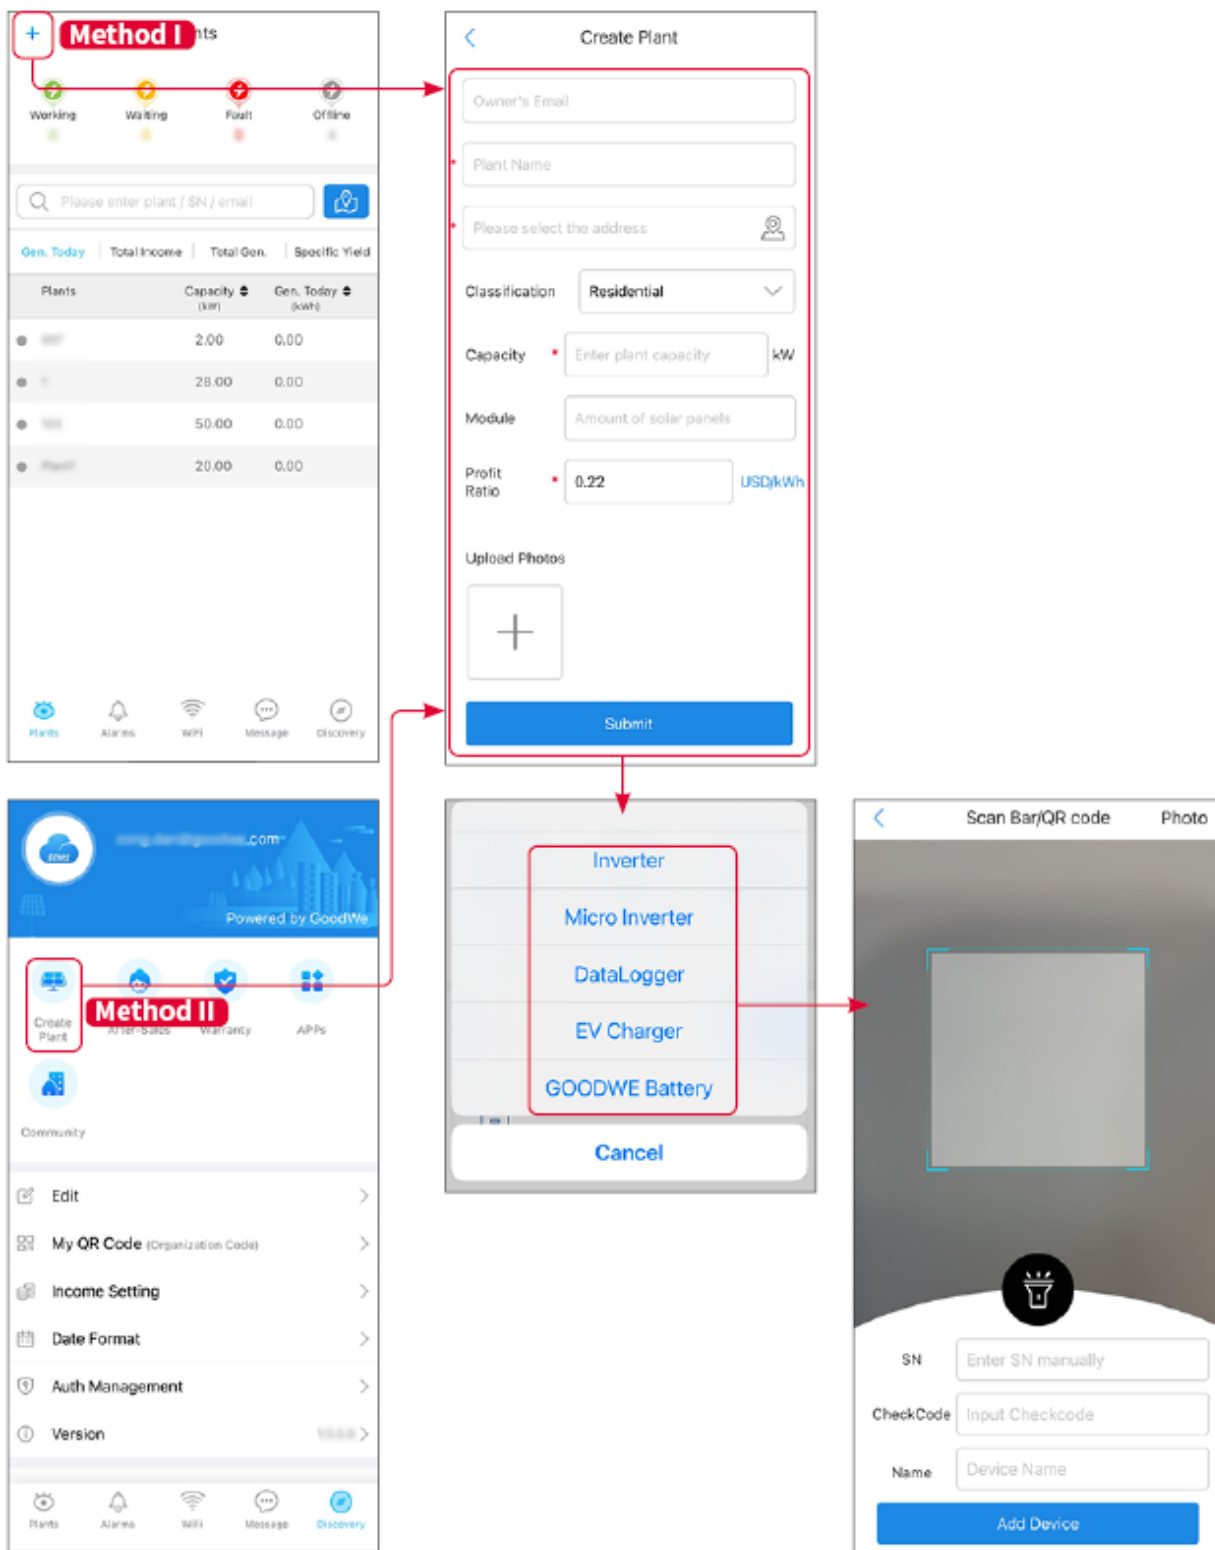 + Method I nts
Working Waiting Fault Offline
Please enter plant / SN / email
Gen. Today Total Income Total Gen. Specific Yield
Plants Capacity (kW) Gen. Today (kWh)
2.00 0.00
28.00 0.00
50.00 0.00
20.00 0.00
Plants Alarms WiFi Message Discovery
Create Plant
Owner's Email
* Plant Name
* Please select the address
Classification Residential
Capacity * Enter plant capacity kW
Module Amount of solar panels
Profit Ratio * 0.22 USD/kWh
Upload Photos
Submit
SEMS
.com
Powered by GoodWe
Method II
Create Plant After-Sales Warranty APPs
Community
Edit
My QR Code (Organization Code)
Income Setting
Date Format
Auth Management
Version
Plants Alarms WiFi Message Discovery
Inverter
Micro Inverter
DataLogger
EV Charger
GOODWE Battery
Cancel
Scan Bar/QR code Photo
SN Enter SN manually
CheckCode Input Checkcode
Name Device Name
Add Device